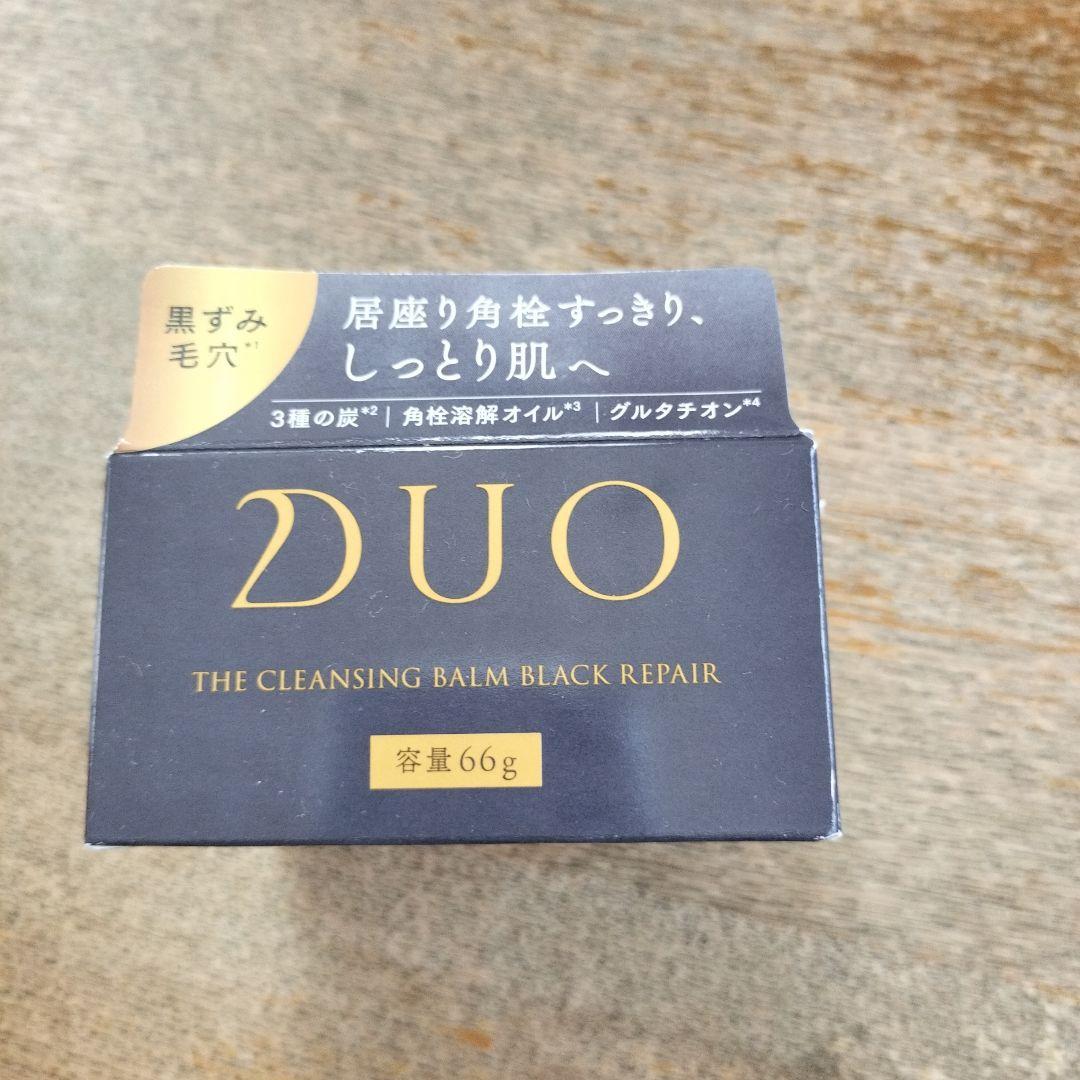 黒ずみ
毛穴*1
居座り角栓すっきり、
しっとり肌へ
3種の炭*2 | 角栓溶解オイル*3 | グルタチオン*4
DUO
THE CLEANSING BALM BLACK REPAIR
容量66g